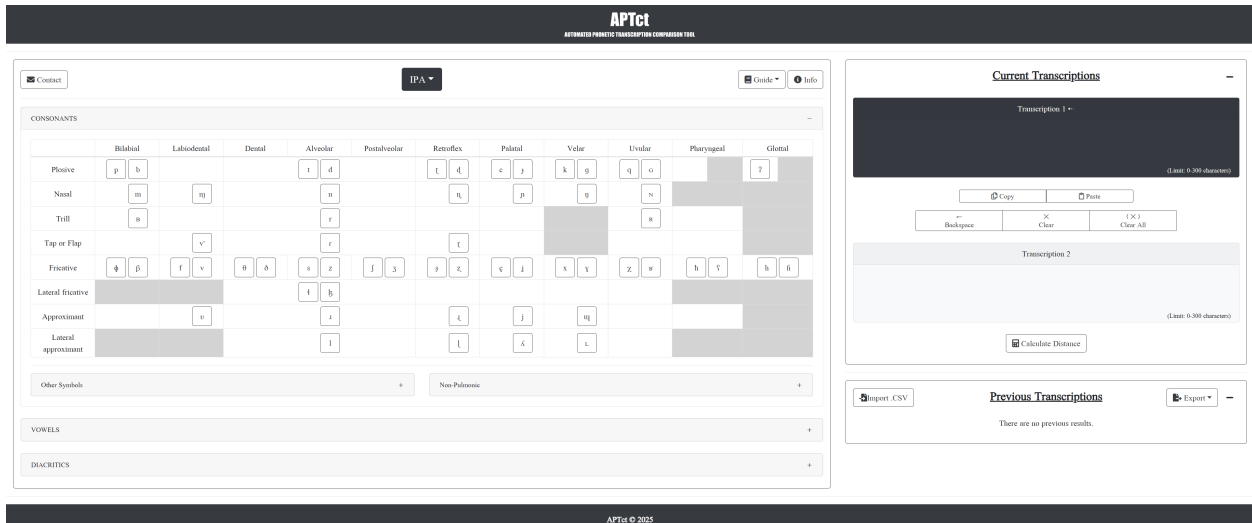 APTct
AUTOMATED PHONETIC TRANSCRIPTION COMPARISON TOOL
Contact
IPA
Guide
Info
CONSONANTS
−
Bilabial Labiodental Dental Alveolar Postalveolar Retroflex Palatal Velar Uvular Pharyngeal Glottal
Plosive p b t d ʈ ɖ c ɟ k g q ɢ ʔ
Nasal m ɱ n ɳ ɲ ŋ ɴ
Trill ʙ r ʀ
Tap or Flap ⱱ ɾ ɽ
Fricative ɸ β f v θ ð s z ʃ ʒ ʂ ʐ ç ʝ x ɣ χ ʁ ħ ʕ h ɦ
Lateral fricative ɬ ɮ
Approximant ʋ ɹ ɻ j ɰ
Lateral
approximant l ɭ ʎ ʟ
Other Symbols +
Non-Pulmonic +
VOWELS +
DIACRITICS +
Current Transcriptions −
Transcription 1 ←
(Limit: 0-300 characters)
Copy
Paste
← × (×)
Backspace Clear Clear All
Transcription 2
(Limit: 0-300 characters)
Calculate Distance
Import .CSV
Previous Transcriptions
Export −
There are no previous results.
APTct © 2025